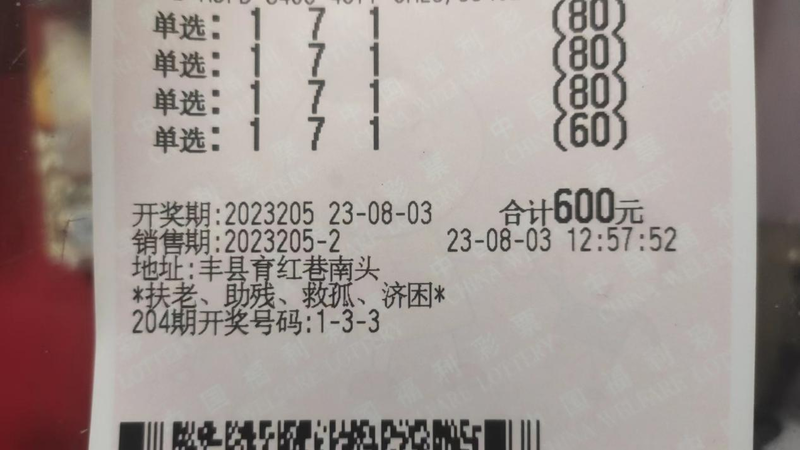 单选: 1 7 1 (80)
单选: 1 7 1 (80)
单选: 1 7 1 (80)
单选: 1 7 1 (60)
开奖期:2023205 23-08-03 合计600元
销售期:2023205-2 23-08-03 12:57:52
地址:丰县育红巷南头
*扶老、助残、救孤、济困*
204期开奖号码:1-3-3